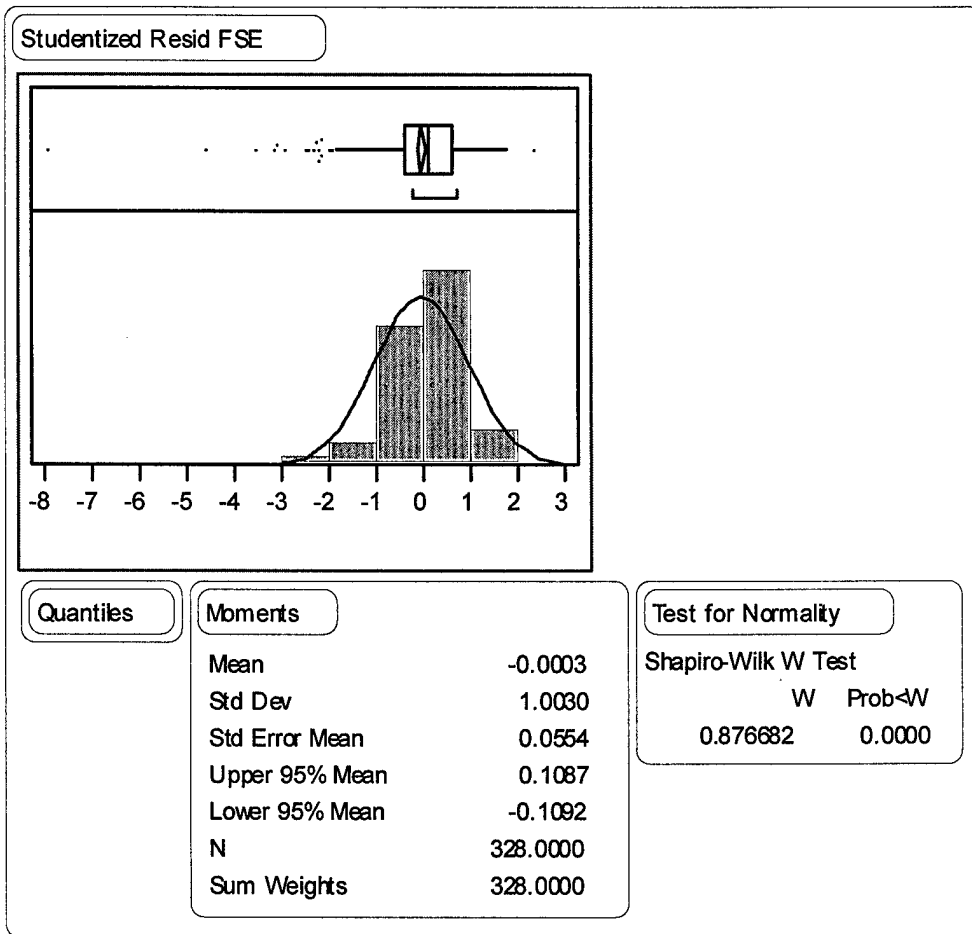 Studentized Resid FSE
-8 -7 -6 -5 -4 -3 -2 -1 0 1 2 3
Quantiles
Moments
Mean -0.0003
Std Dev 1.0030
Std Error Mean 0.0554
Upper 95% Mean 0.1087
Lower 95% Mean -0.1092
N 328.0000
Sum Weights 328.0000
Test for Normality
Shapiro-Wilk W Test
W Prob<W
0.876682 0.0000